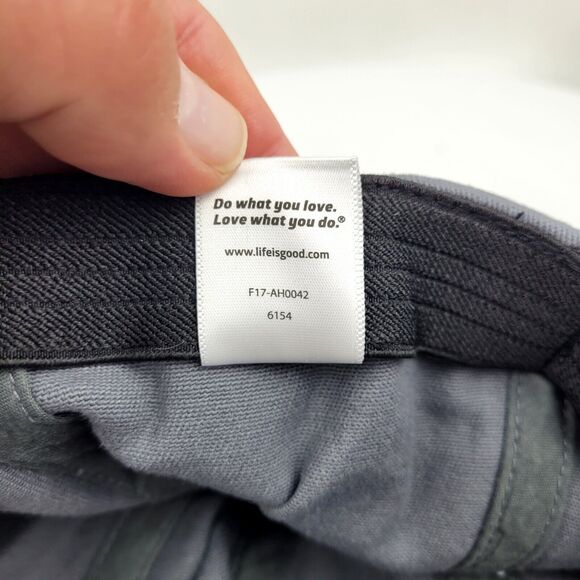 Do what you love.
Love what you do.®
www.lifeisgood.com
F17-AH0042
6154